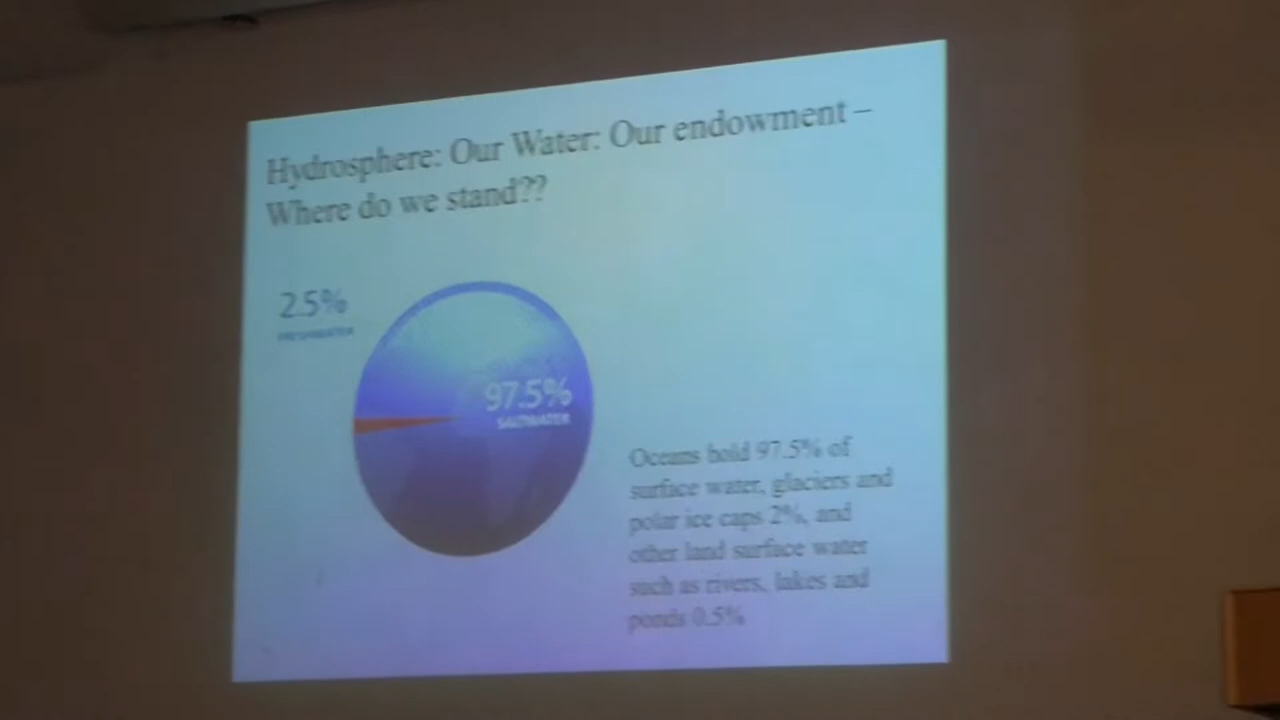 Hydrosphere: Our Water: Our endowment –
Where do we stand??
2.5%
FRESHWATER
97.5%
SALTWATER
Oceans hold 97.5% of
surface water, glaciers and
polar ice caps 2%, and
other land surface water
such as rivers, lakes and
ponds 0.5%